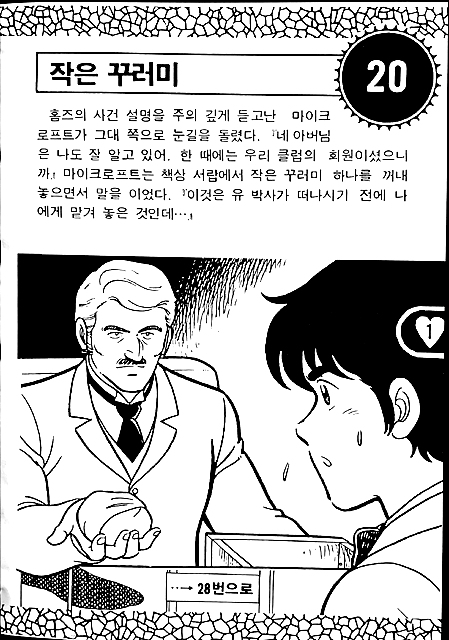 작은 꾸러미
20
홈즈의 사건 설명을 주의 깊게 듣고난 마이크
로프트가 그대 쪽으로 눈길을 돌렸다. 『네 아버님
은 나도 잘 알고 있어. 한 때에는 우리 클럽의 회원이셨으니
까.』 마이크로프트는 책상 서랍에서 작은 꾸러미 하나를 꺼내
놓으면서 말을 이었다. 『이것은 유 박사가 떠나시기 전에 나
에게 맡겨 놓은 것인데…』
1
····→ 28번으로